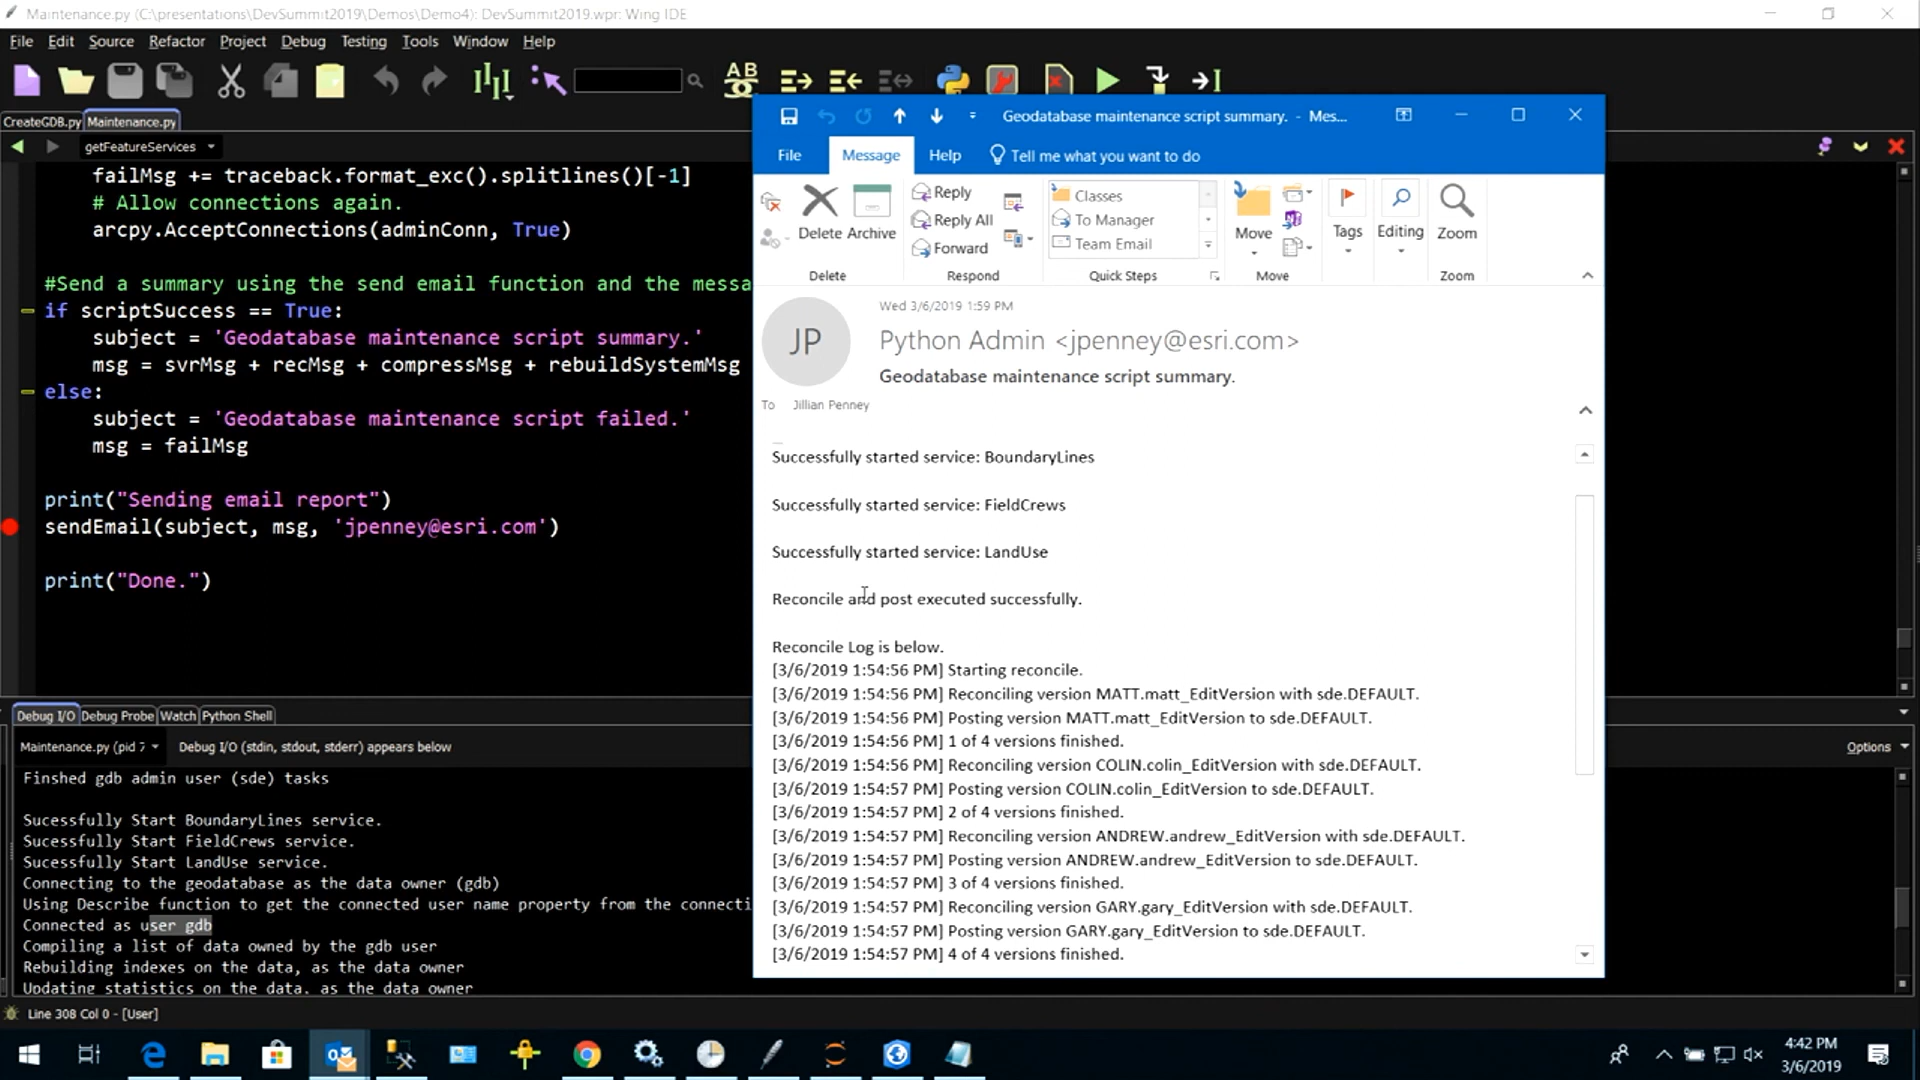 Maintenance.py (C:\presentations\DevSummit2019\Demos\Demo4): DevSummit2019.wpr: Wing IDE
File Edit Source Refactor Project Debug Testing Tools Window Help
AB
CreateGDB.py Maintenance.py
getFeatureServices
failMsg += traceback.format_exc().splitlines()[-1]
# Allow connections again.
arcpy.AcceptConnections(adminConn, True)
#Send a summary using the send email function and the messa
if scriptSuccess == True:
subject = 'Geodatabase maintenance script summary.'
msg = svrMsg + recMsg + compressMsg + rebuildSystemMsg
else:
subject = 'Geodatabase maintenance script failed.'
msg = failMsg
print("Sending email report")
sendEmail(subject, msg, 'jpenney@esri.com')
print("Done.")
Geodatabase maintenance script summary. - Mes...
File Message Help Tell me what you want to do
Delete Archive
Reply
Reply All
Forward
Classes
To Manager
Team Email
Move Tags Editing Zoom
Delete Respond Quick Steps Move Zoom
Wed 3/6/2019 1:59 PM
JP
Python Admin <jpenney@esri.com>
Geodatabase maintenance script summary.
To Jillian Penney
Successfully started service: BoundaryLines
Successfully started service: FieldCrews
Successfully started service: LandUse
Reconcile and post executed successfully.
Reconcile Log is below.
[3/6/2019 1:54:56 PM] Starting reconcile.
[3/6/2019 1:54:56 PM] Reconciling version MATT.matt_EditVersion with sde.DEFAULT.
[3/6/2019 1:54:56 PM] Posting version MATT.matt_EditVersion to sde.DEFAULT.
[3/6/2019 1:54:56 PM] 1 of 4 versions finished.
[3/6/2019 1:54:56 PM] Reconciling version COLIN.colin_EditVersion with sde.DEFAULT.
[3/6/2019 1:54:57 PM] Posting version COLIN.colin_EditVersion to sde.DEFAULT.
[3/6/2019 1:54:57 PM] 2 of 4 versions finished.
[3/6/2019 1:54:57 PM] Reconciling version ANDREW.andrew_EditVersion with sde.DEFAULT.
[3/6/2019 1:54:57 PM] Posting version ANDREW.andrew_EditVersion to sde.DEFAULT.
[3/6/2019 1:54:57 PM] 3 of 4 versions finished.
[3/6/2019 1:54:57 PM] Reconciling version GARY.gary_EditVersion with sde.DEFAULT.
[3/6/2019 1:54:57 PM] Posting version GARY.gary_EditVersion to sde.DEFAULT.
[3/6/2019 1:54:57 PM] 4 of 4 versions finished.
Debug I/O Debug Probe Watch Python Shell
Maintenance.py (pid 7 Debug I/O (stdin, stdout, stderr) appears below
Options
Finshed gdb admin user (sde) tasks
Sucessfully Start BoundaryLines service.
Sucessfully Start FieldCrews service.
Sucessfully Start LandUse service.
Connecting to the geodatabase as the data owner (gdb)
Using Describe function to get the connected user name property from the connecti
Connected as user gdb
Compiling a list of data owned by the gdb user
Rebuilding indexes on the data, as the data owner
Updating statistics on the data, as the data owner
Line 308 Col 0 - [User]
4:42 PM
3/6/2019